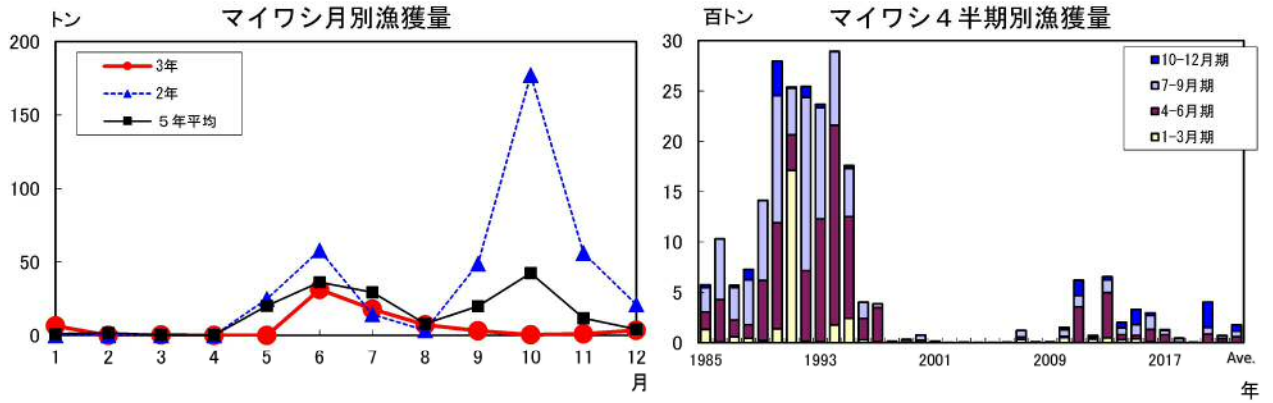 マイワシ月別漁獲量
トン
200
150
100
50
0
3年
2年
５年平均
1 2 3 4 5 6 7 8 9 10 11 12
月
マイワシ４半期別漁獲量
百トン
30
25
20
15
10
5
0
10-12月期
7-9月期
4-6月期
1-3月期
1985 1993 2001 2009 2017 Ave.
年